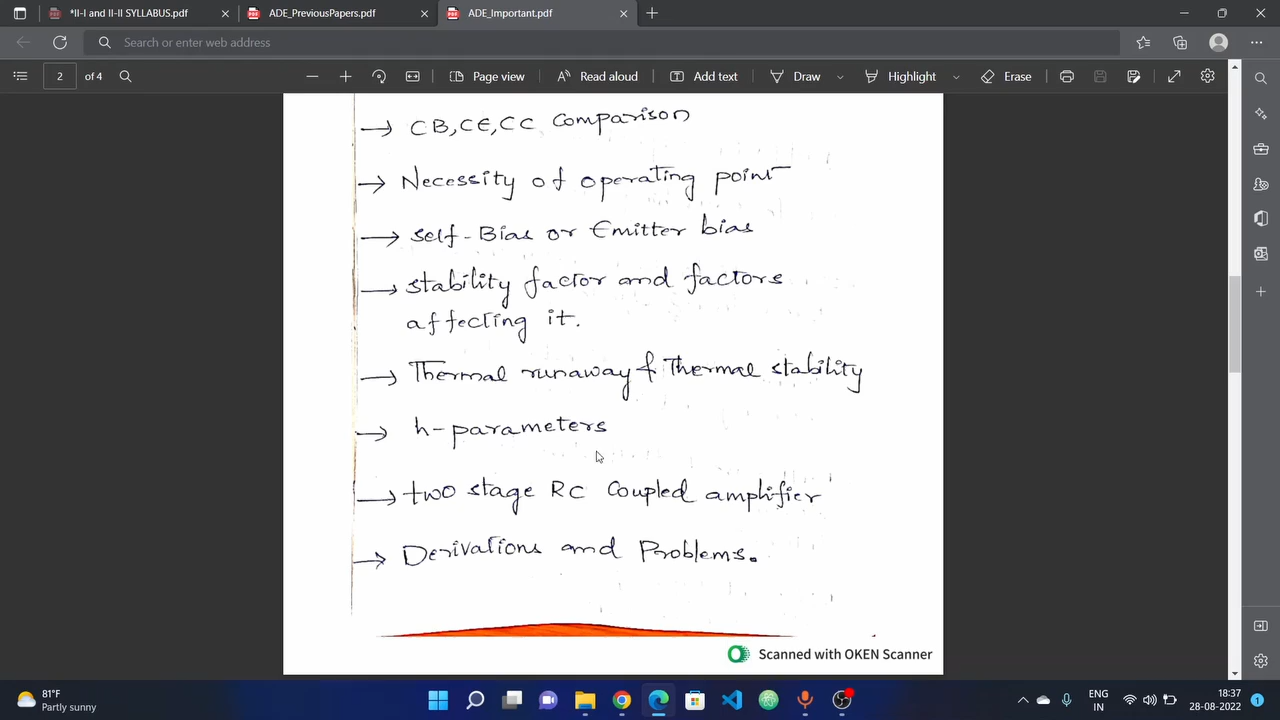 *II-I and II-II SYLLABUS.pdf
ADE_PreviousPapers.pdf
ADE_Important.pdf
Search or enter web address
2 of 4
Page view
Read aloud
Add text
Draw
Highlight
Erase
→ CB,CE,CC Comparison
→ Necessity of operating point
→ Self-Bias or Emitter bias
→ Stability factor and factors
affecting it.
→ Thermal runaway & Thermal stability
→ h-parameters
→ two stage RC Coupled amplifier
→ Derivations and Problems.
Scanned with OKEN Scanner
81°F
Partly sunny
ENG
IN
18:37
28-08-2022
1